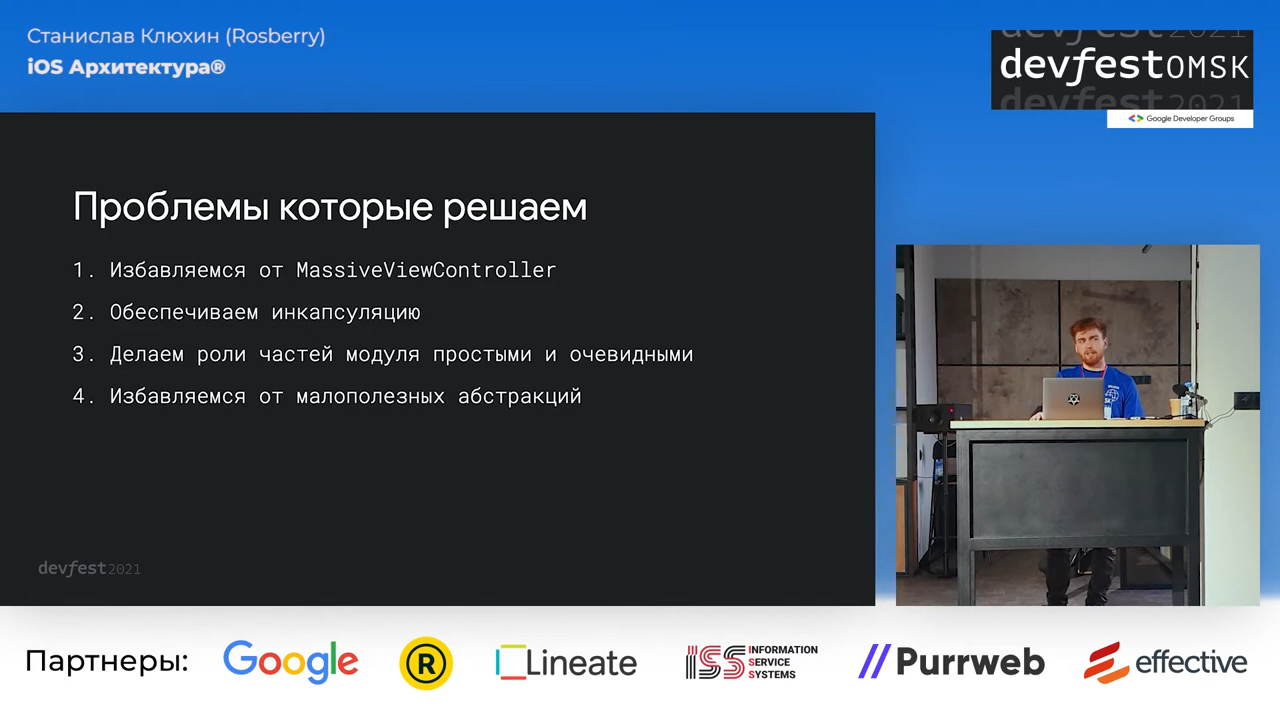 Станислав Клюхин (Rosberry)
iOS Архитектура®
devfest2021
devfestOMSK
devfest2021
Google Developer Groups
Проблемы которые решаем
1. Избавляемся от MassiveViewController
2. Обеспечиваем инкапсуляцию
3. Делаем роли частей модуля простыми и очевидными
4. Избавляемся от малополезных абстракций
devfest2021
Партнеры:
Google
R
Lineate
ISS INFORMATION SERVICE SYSTEMS
Purrweb
effective